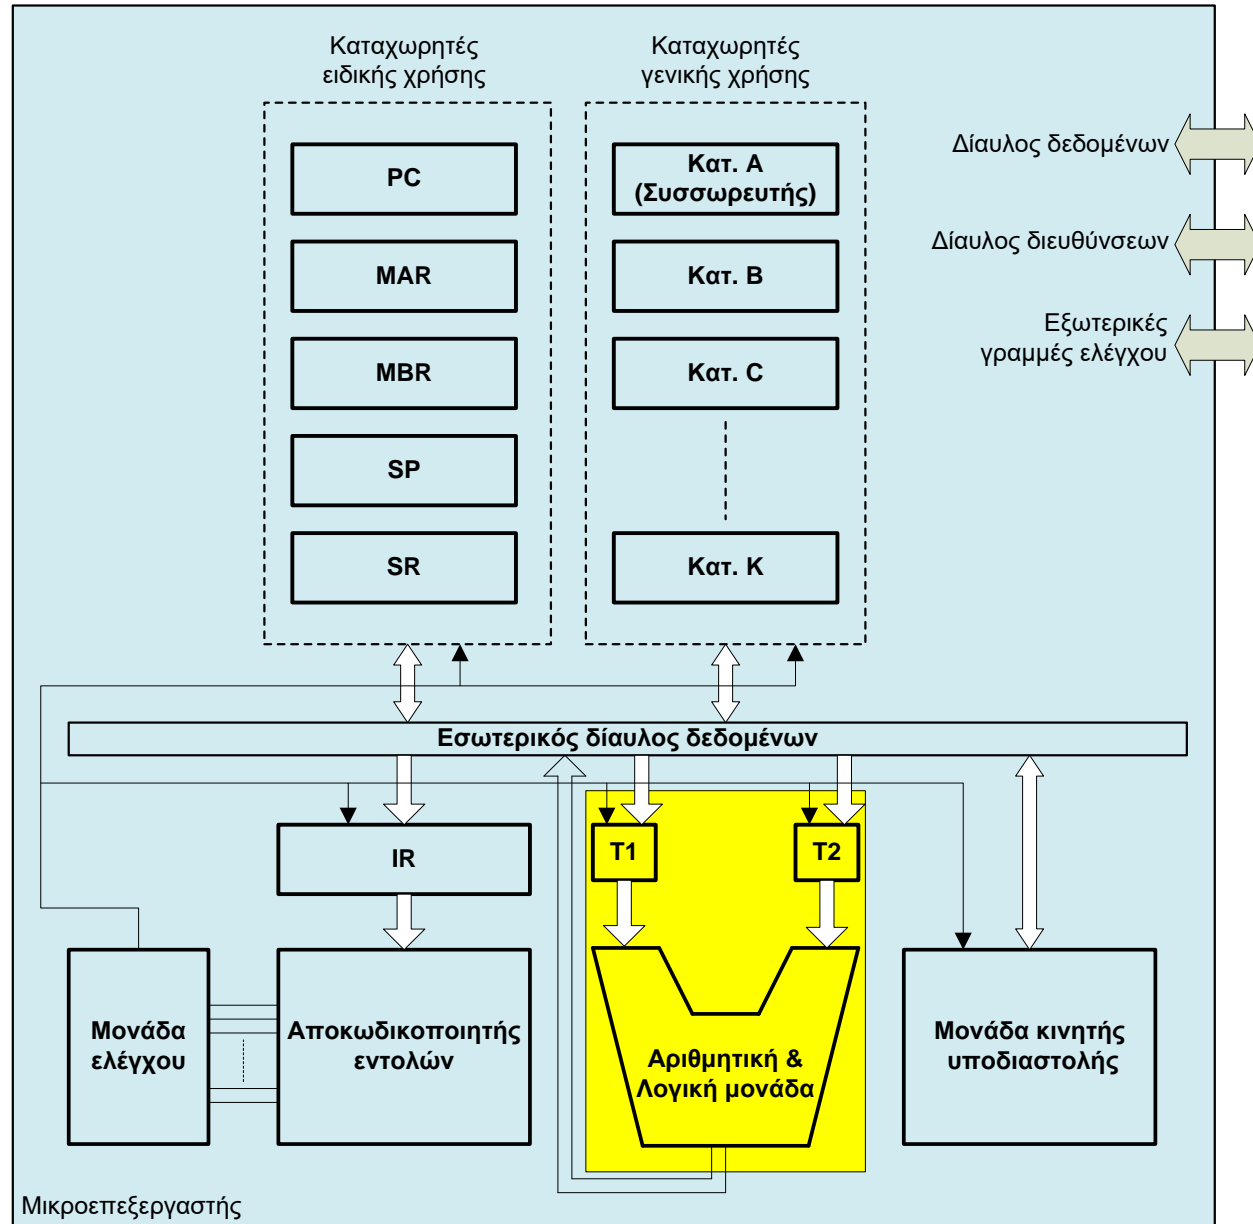 Καταχωρητές
ειδικής χρήσης
Καταχωρητές
γενικής χρήσης
PC
MAR
MBR
SP
SR
Κατ. Α
(Συσσωρευτής)
Κατ. Β
Κατ. C
Κατ. Κ
Δίαυλος δεδομένων
Δίαυλος διευθύνσεων
Εξωτερικές
γραμμές ελέγχου
Εσωτερικός δίαυλος δεδομένων
IR
T1
T2
Μονάδα
ελέγχου
Αποκωδικοποιητής
εντολών
Αριθμητική &
Λογική μονάδα
Μονάδα κινητής
υποδιαστολής
Μικροεπεξεργαστής